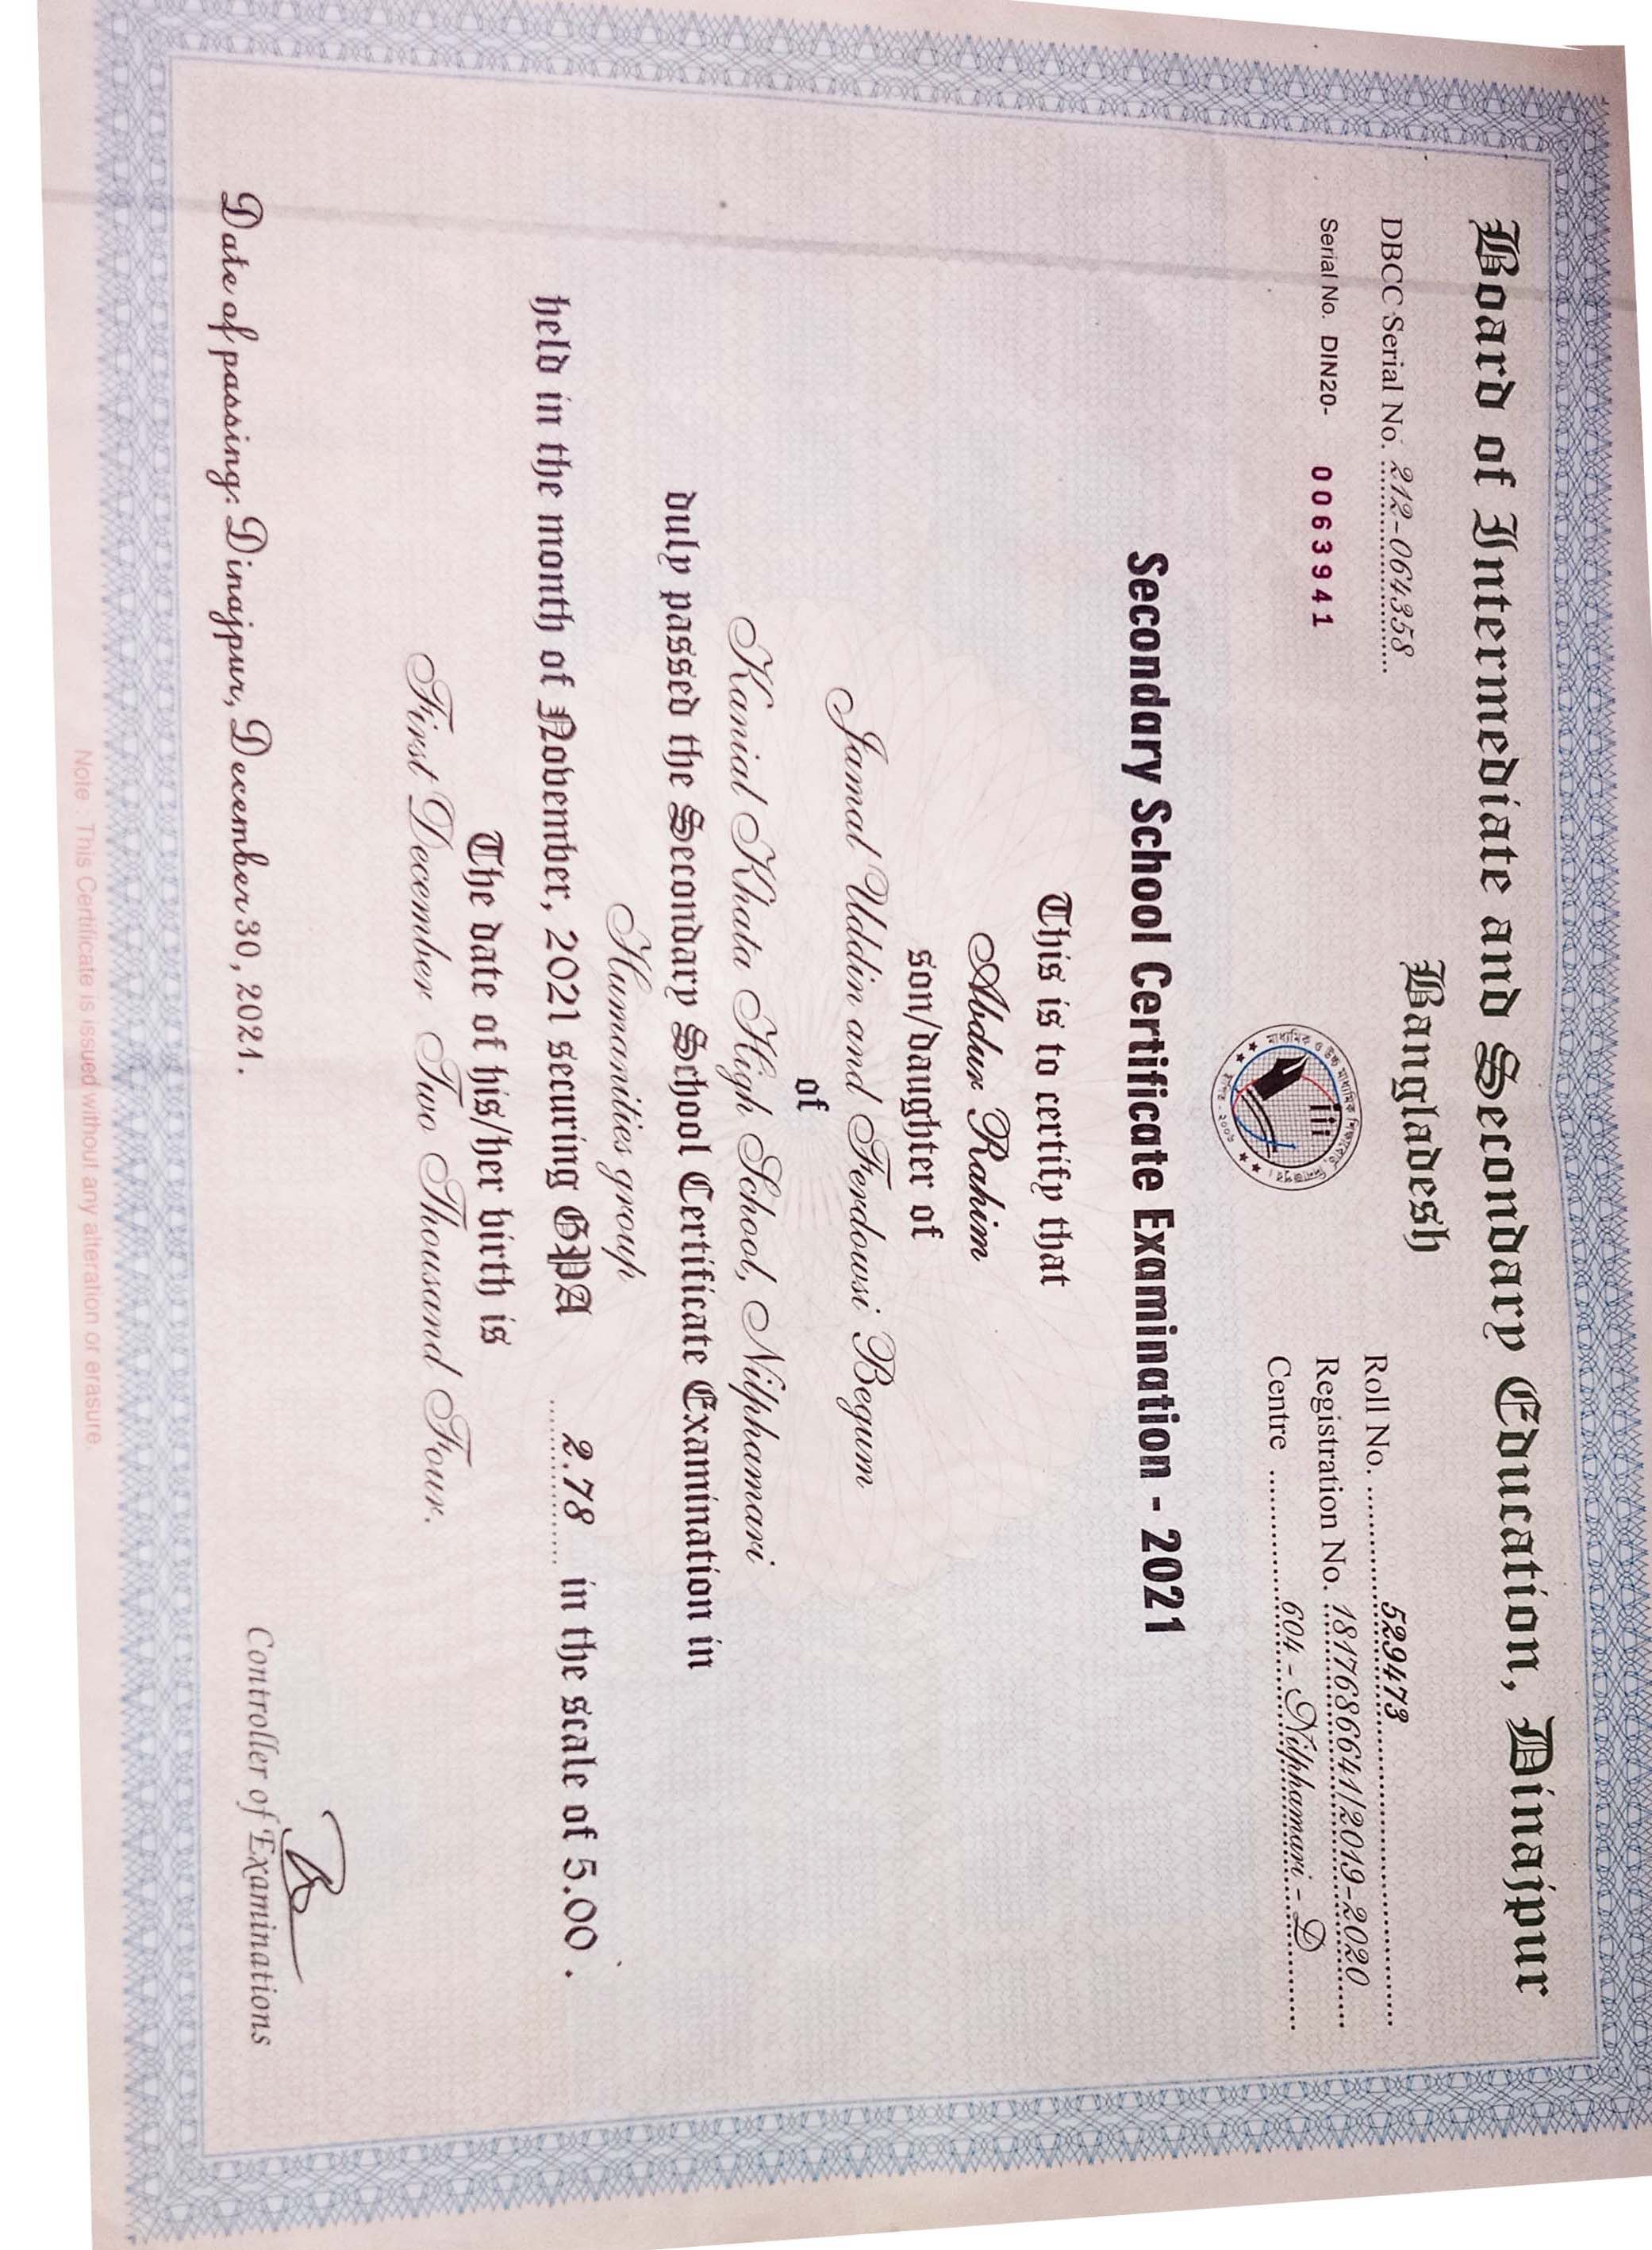 Board of Intermediate and Secondary Education, Dinajpur
Bangladesh
DBCC Serial No. 212-064358
Serial No. DIN20- 0063941
Roll No. 529473
Registration No. 1817686641/2019-2020
Centre 604 - Nilphamari - D
Secondary School Certificate Examination - 2021
This is to certify that
Abdur Rahim
son/daughter of
Jamal Uddin and Ferdowsi Begum
of
Kanial Khata High School, Nilphamari
duly passed the Secondary School Certificate Examination in
Humanities group
held in the month of November, 2021 securing GPA 2.78 in the scale of 5.00 .
The date of his/her birth is
First December Two Thousand Four.
Date of passing: Dinajpur, December 30, 2021.
Controller of Examinations
Note : This Certificate is issued without any alteration or erasure